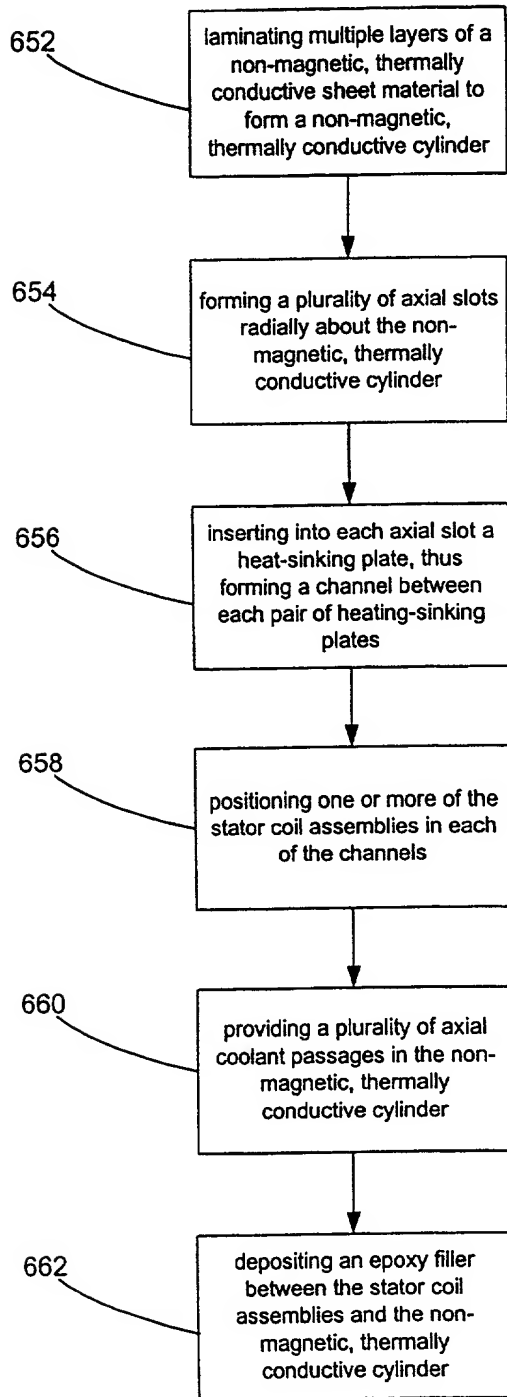 652
laminating multiple layers of a
non-magnetic, thermally
conductive sheet material to
form a non-magnetic,
thermally conductive cylinder
654
forming a plurality of axial slots
radially about the non-
magnetic, thermally
conductive cylinder
656
inserting into each axial slot a
heat-sinking plate, thus
forming a channel between
each pair of heating-sinking
plates
658
positioning one or more of the
stator coil assemblies in each
of the channels
660
providing a plurality of axial
coolant passages in the non-
magnetic, thermally
conductive cylinder
662
depositing an epoxy filler
between the stator coil
assemblies and the non-
magnetic, thermally
conductive cylinder